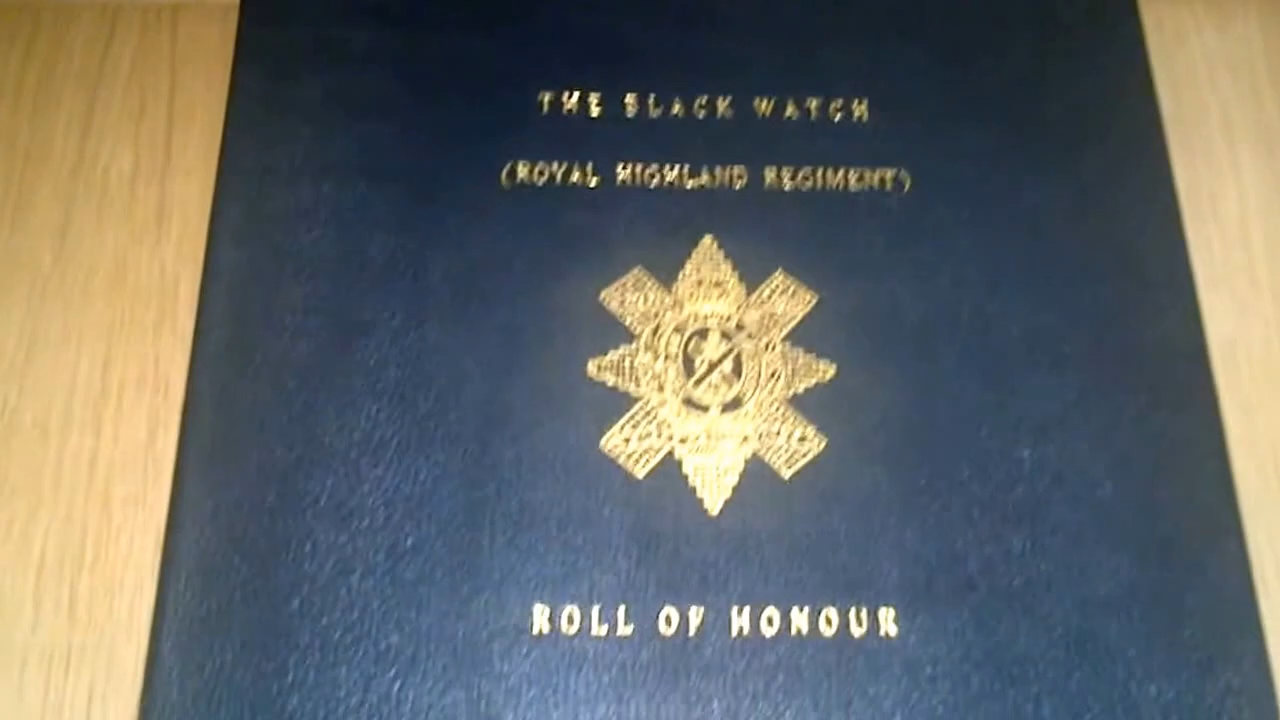 THE BLACK WATCH
(ROYAL HIGHLAND REGIMENT)
ROLL OF HONOUR